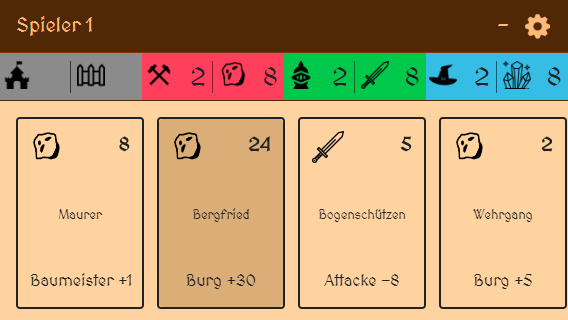 Spieler 1 –
2 8 2 8 2 8
8 24 5 2
Maurer Bergfried Bogenschützen Wehrgang
Baumeister +1 Burg +30 Attacke -8 Burg +5